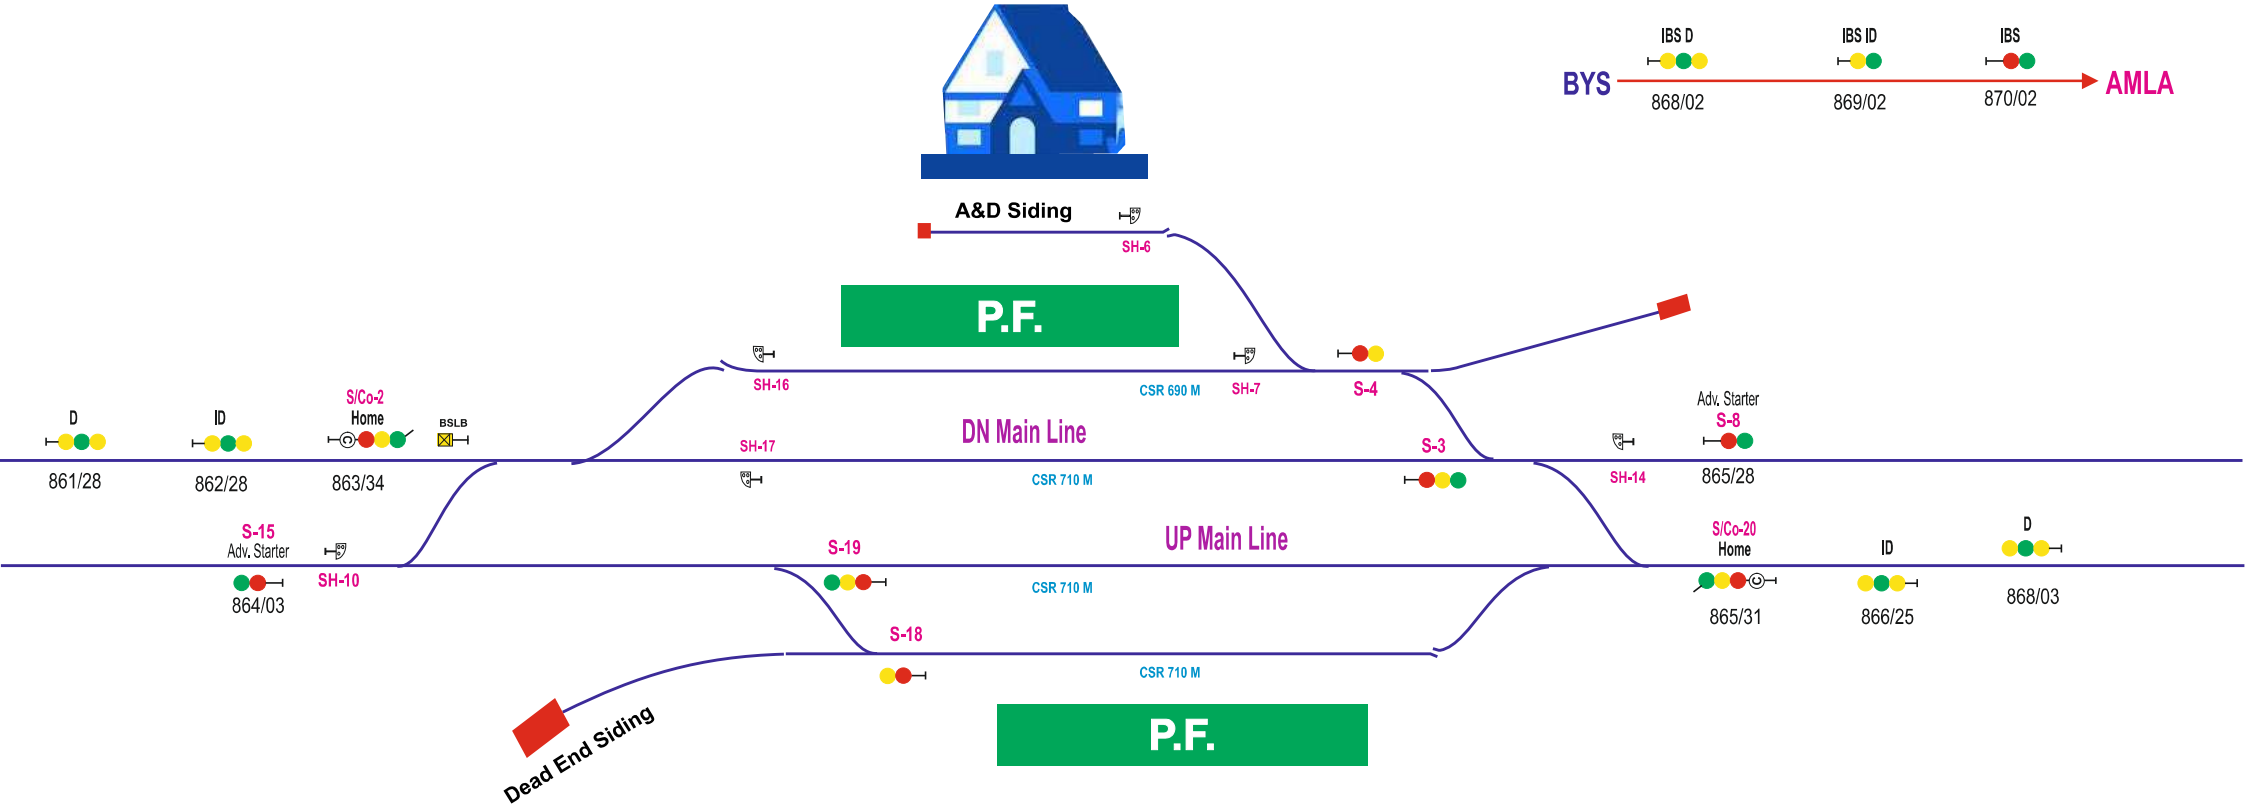 IBS D
IBS ID
IBS
BYS
AMLA
868/02
869/02
870/02
A&D Siding
SH-6
P.F.
SH-16
CSR 690 M
SH-7
S-4
S/Co-2
Home
D
ID
C
BSLB
861/28
862/28
863/34
SH-17
DN Main Line
S-3
CSR 710 M
Adv. Starter
S-8
SH-14
865/28
S-15
Adv. Starter
SH-10
864/03
S-19
UP Main Line
CSR 710 M
S/Co-20
Home
C
865/31
ID
866/25
D
868/03
S-18
CSR 710 M
Dead End Siding
P.F.